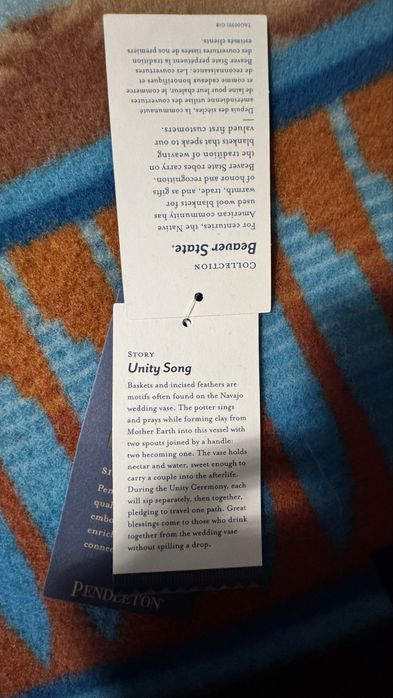 COLLECTION
Beaver State.
For centuries, the Native
American community has
used wool blankets for
warmth, trade, and as gifts
of honor and recognition.
Beaver State robes carry on
the tradition of weaving
blankets that speak to our
valued first customers.
Depuis des siècles, la communauté
amérindienne utilise des couvertures
de laine pour leur chaleur, le commerce
et comme cadeaux honorifiques et
de reconnaissance. Les couvertures
Beaver State perpétuent la tradition
des couvertures tissées de nos premiers
estimés clients.
STORY
Unity Song
Baskets and incised feathers are
motifs often found on the Navajo
wedding vase. The potter sings
and prays while forming clay from
Mother Earth into this vessel with
two spouts joined by a handle:
two becoming one. The vase holds
nectar and water, sweet enough to
carry a couple into the afterlife.
During the Unity Ceremony, each
will sip separately, then together,
pledging to travel one path. Great
blessings come to those who drink
together from the wedding vase
without spilling a drop.
SI
Pen
qual
embo
enric
connec
PENDLETON